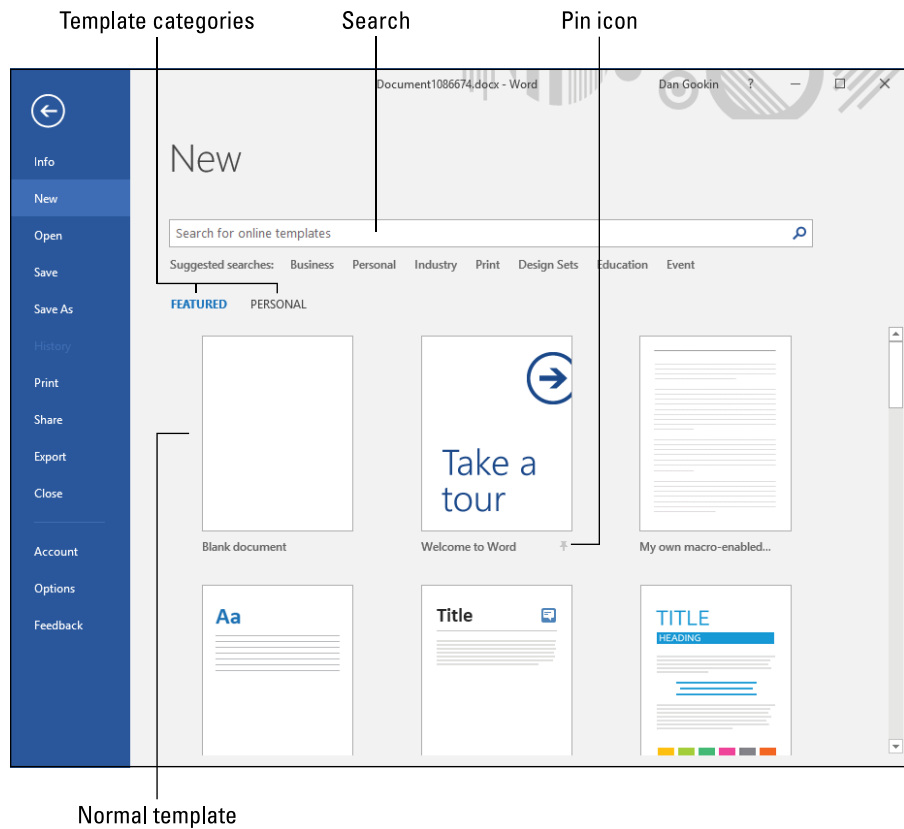 Template categories Search Pin icon
Document1086674.docx - Word Dan Gookin ?
Info
New
New
Open
Save
Save As
History
Print
Share
Export
Close
Account
Options
Feedback
Search for online templates
Suggested searches: Business Personal Industry Print Design Sets Education Event
FEATURED PERSONAL
Take a
tour
Blank document Welcome to Word My own macro-enabled...
Aa Title TITLE
HEADING
Normal template